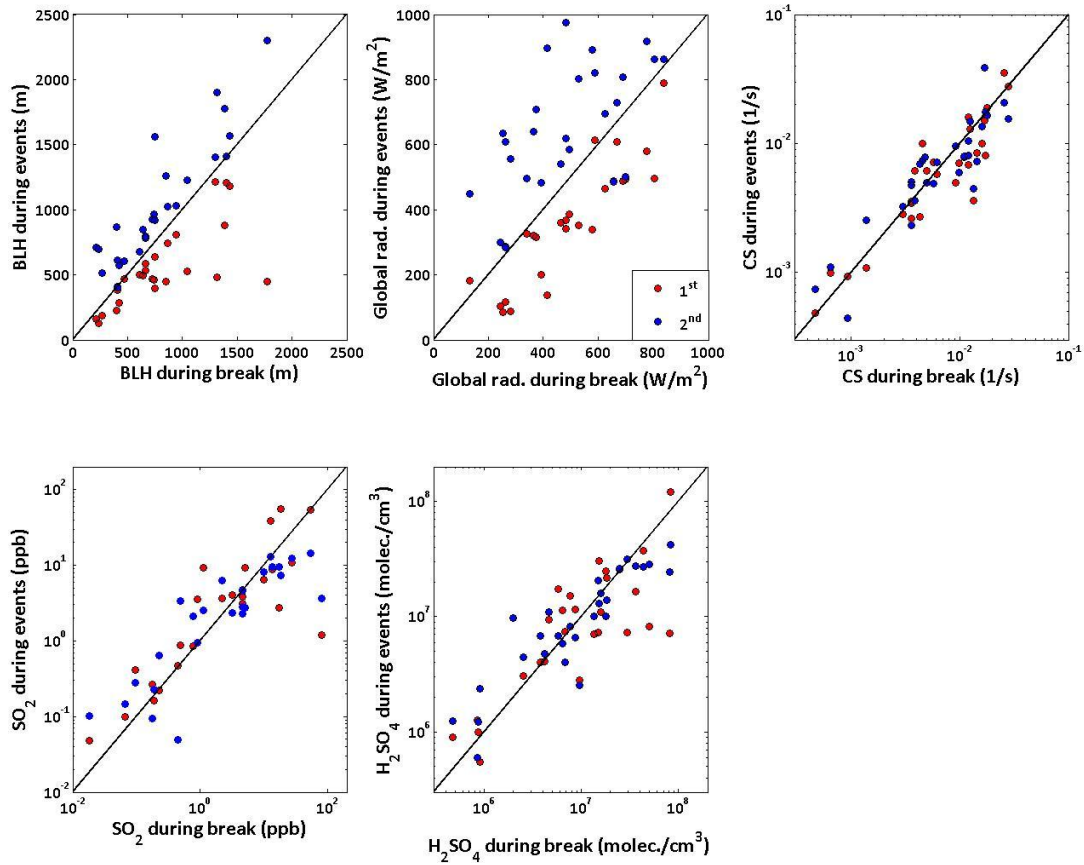 BLH during events (m)
2500
2000
1500
1000
500
0
0 500 1000 1500 2000 2500
BLH during break (m)
Global rad. during events (W/m²)
1000
800
600
400
200
0
0 200 400 600 800 1000
Global rad. during break (W/m²)
1st
2nd
CS during events (1/s)
10⁻¹
10⁻²
10⁻³
10⁻³ 10⁻² 10⁻¹
CS during break (1/s)
SO₂ during events (ppb)
10²
10¹
10⁰
10⁻¹
10⁻²
10⁻² 10⁰ 10²
SO₂ during break (ppb)
H₂SO₄ during events (molec./cm³)
10⁸
10⁷
10⁶
10⁶ 10⁷ 10⁸
H₂SO₄ during break (molec./cm³)